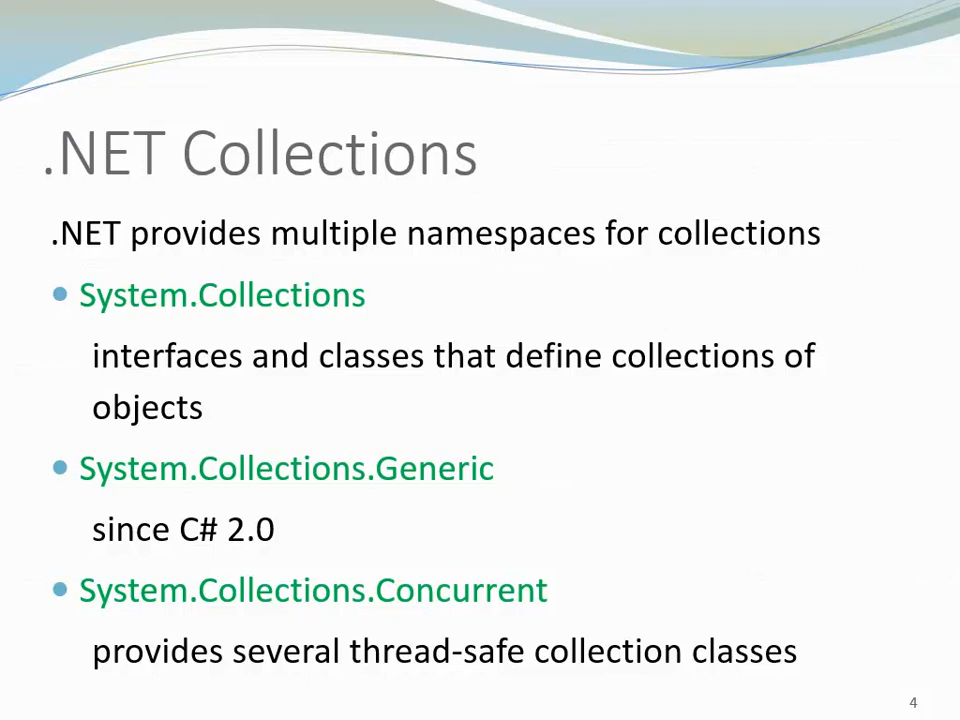 .NET Collections
.NET provides multiple namespaces for collections
• System.Collections
interfaces and classes that define collections of
objects
• System.Collections.Generic
since C# 2.0
• System.Collections.Concurrent
provides several thread-safe collection classes
4